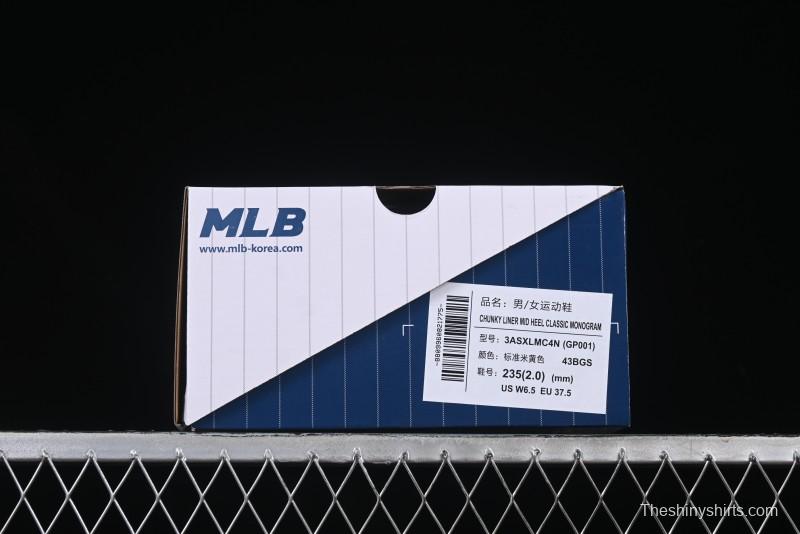 MLB
www.mlb-korea.com
品名：男/女运动鞋
CHUNKY LINER MID HEEL CLASSIC MONOGRAM
型号：3ASXLMC4N (GP001)
颜色：标准米黄色 43BGS
鞋号：235(2.0) (mm)
US W6.5 EU 37.5
Theshinyshirts.com